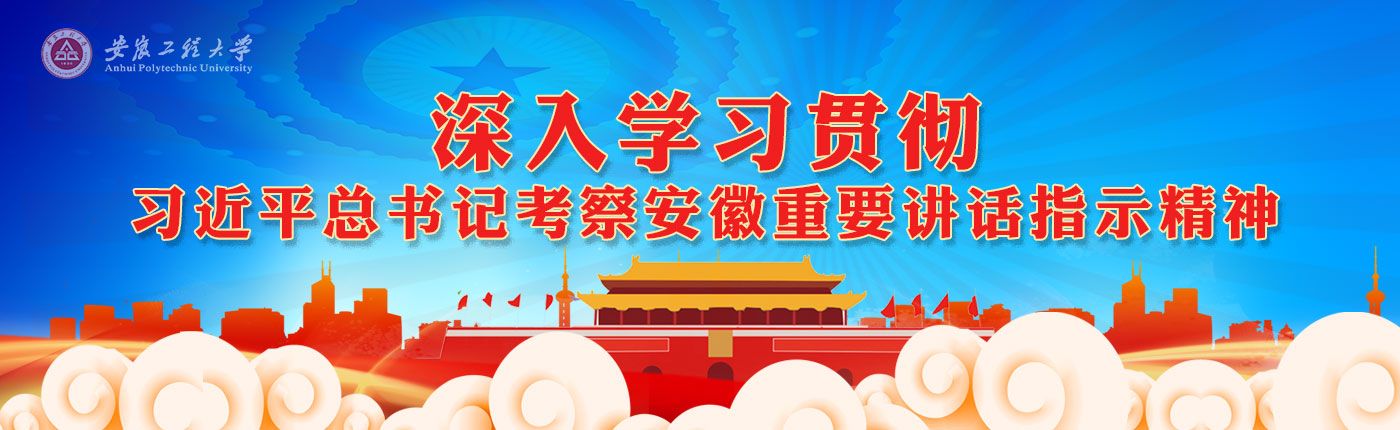 安徽工程大学
Anhui Polytechnic University
深入学习贯彻
习近平总书记考察安徽重要讲话指示精神